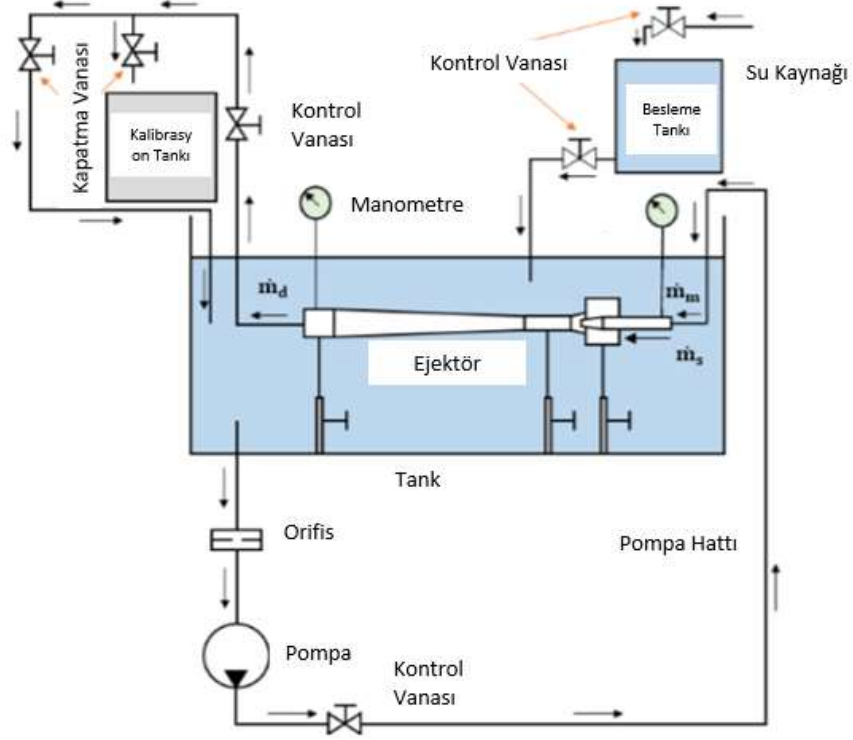 Kontrol Vanası
Su Kaynağı
Besleme
Tankı
Kapatma Vanası
Kalibrasy
on Tankı
Kontrol
Vanası
Manometre
ṁd
ṁm
ṁs
Ejektör
Tank
Orifis
Pompa Hattı
Pompa
Kontrol
Vanası